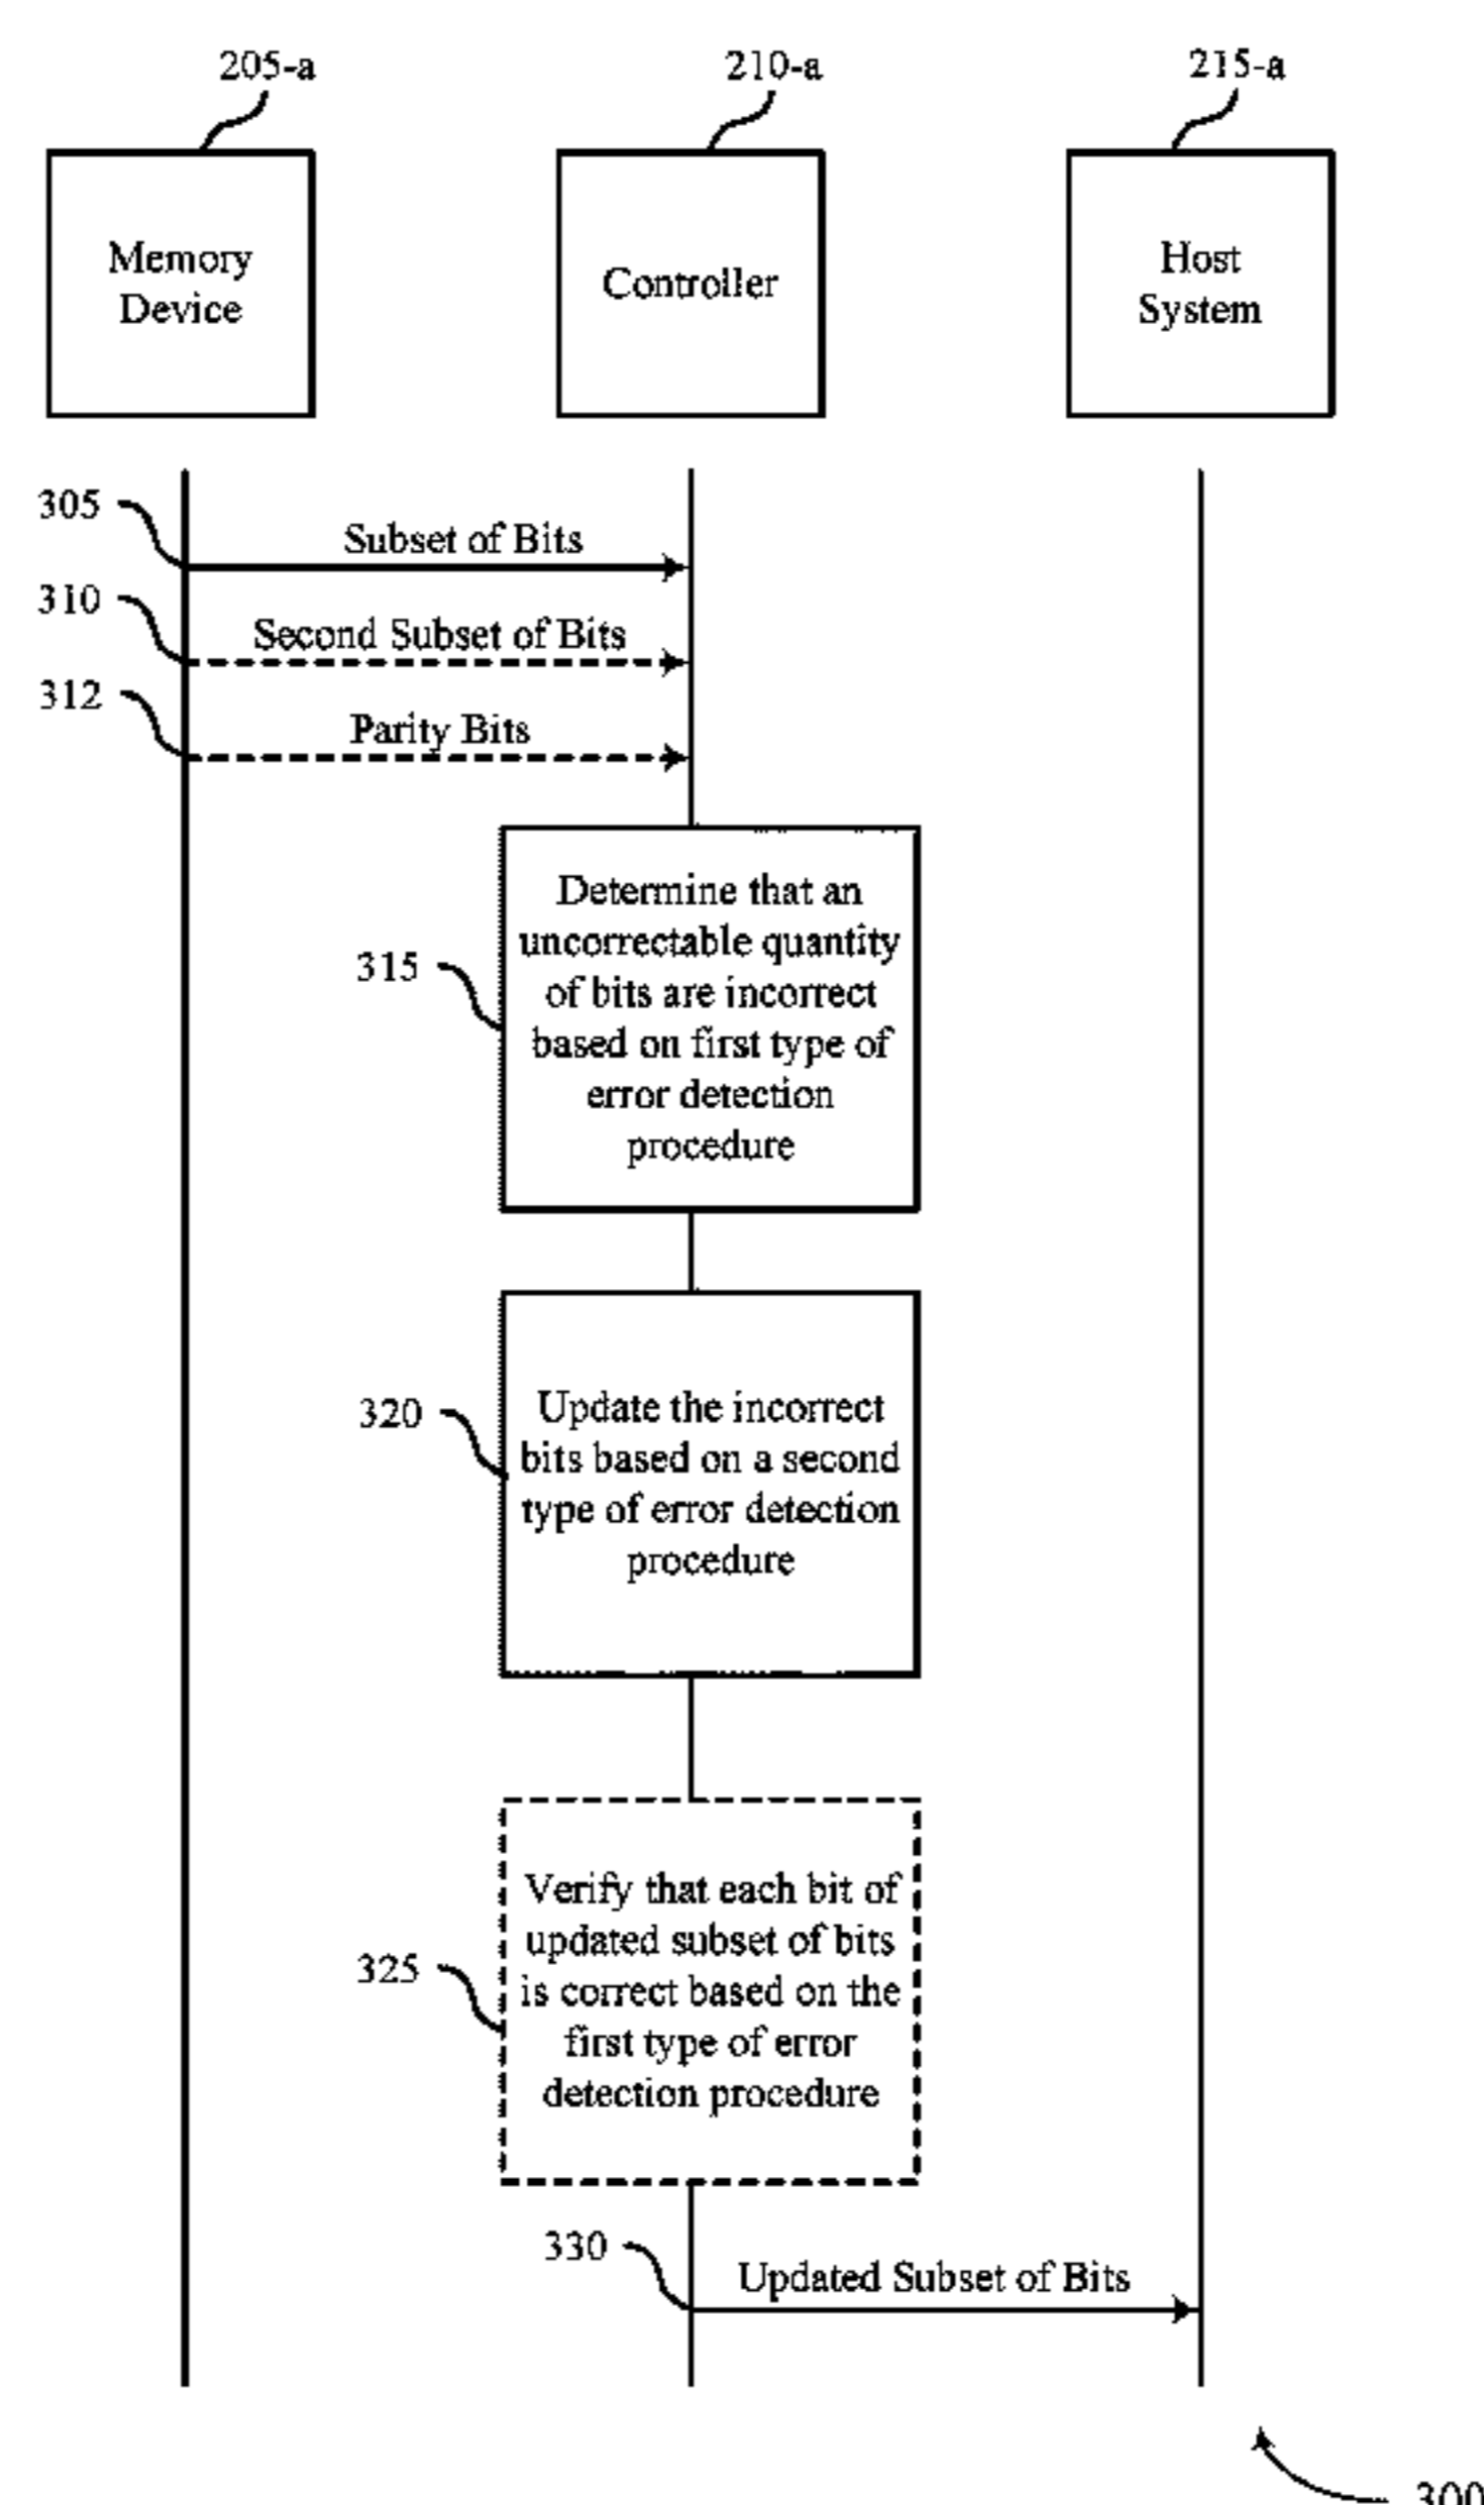 205-a
210-a
215-a
Memory
Device
Controller
Host
System
305
Subset of Bits
310
Second Subset of Bits
312
Parity Bits
Determine that an
uncorrectable quantity
of bits are incorrect
based on first type of
error detection
procedure
315
Update the incorrect
bits based on a second
type of error detection
procedure
320
Verify that each bit of
updated subset of bits
is correct based on the
first type of error
detection procedure
325
330
Updated Subset of Bits
300